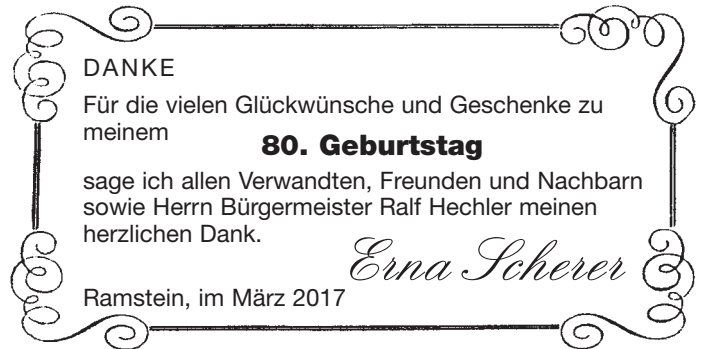 DANKE
Für die vielen Glückwünsche und Geschenke zu
meinem
80. Geburtstag
sage ich allen Verwandten, Freunden und Nachbarn
sowie Herrn Bürgermeister Ralf Hechler meinen
herzlichen Dank.
Erna Scherer
Ramstein, im März 2017